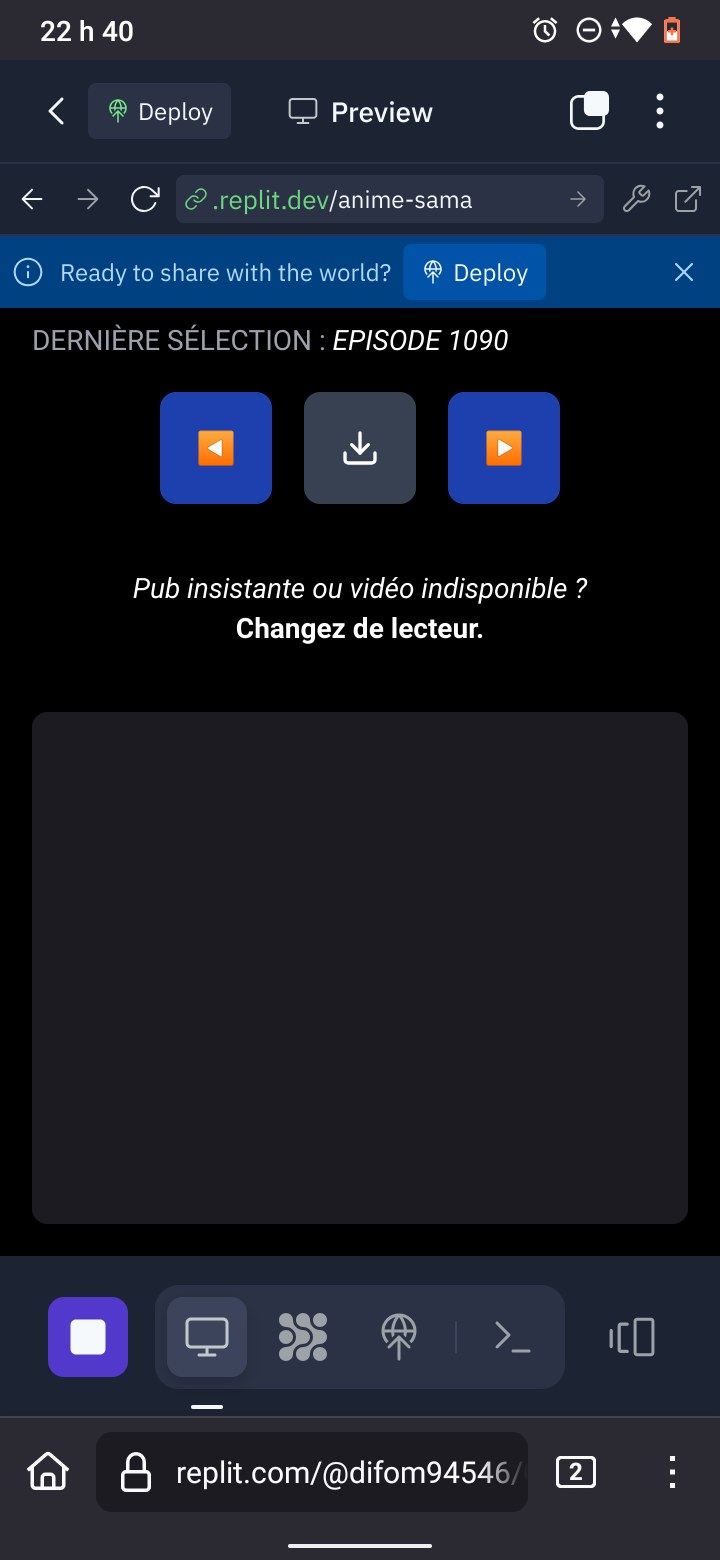 22 h 40
Deploy
Preview
.replit.dev/anime-sama
Ready to share with the world?
Deploy
DERNIÈRE SÉLECTION : EPISODE 1090
Pub insistante ou vidéo indisponible ?
Changez de lecteur.
replit.com/@difom94546/
2